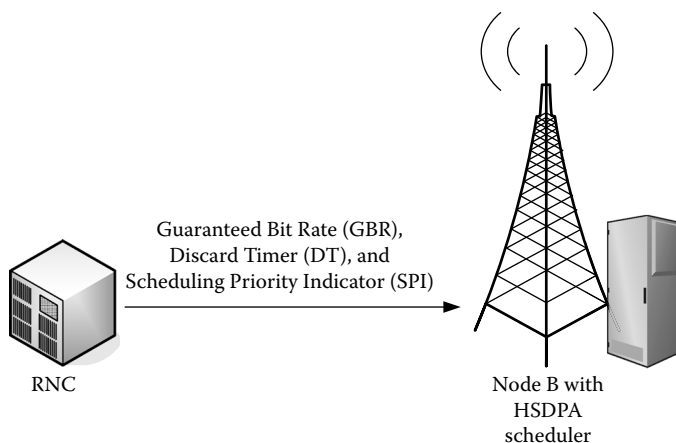 Guaranteed Bit Rate (GBR),
Discard Timer (DT), and
Scheduling Priority Indicator (SPI)
RNC
Node B with
HSDPA
scheduler